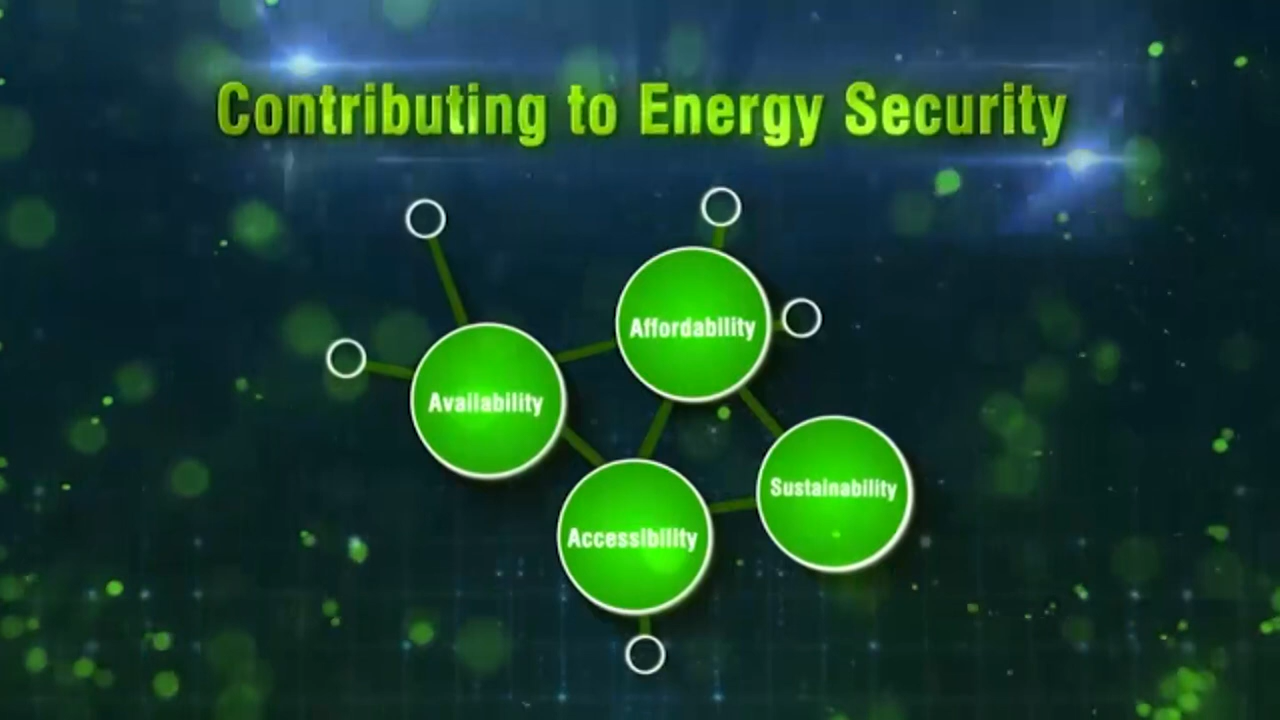 Contributing to Energy Security
Affordability
Availability
Sustainability
Accessibility